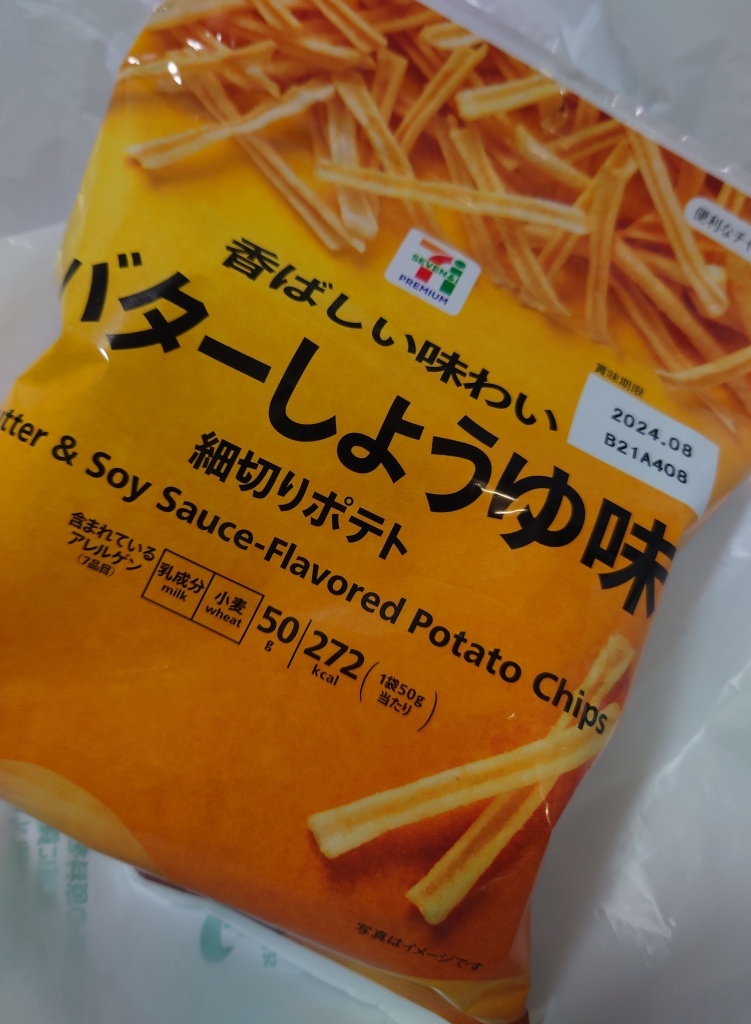 便利なチ
SEVEN&i
PREMIUM
香ばしい味わい
バターしょうゆ味
賞味期限
2024.08
B21A408
細切りポテト
tter & Soy Sauce-Flavored Potato Chips
含まれている
アレルゲン
(7品目)
乳成分
milk
小麦
wheat
50
g
272
kcal
(1袋50g
当たり)
写真はイメージです